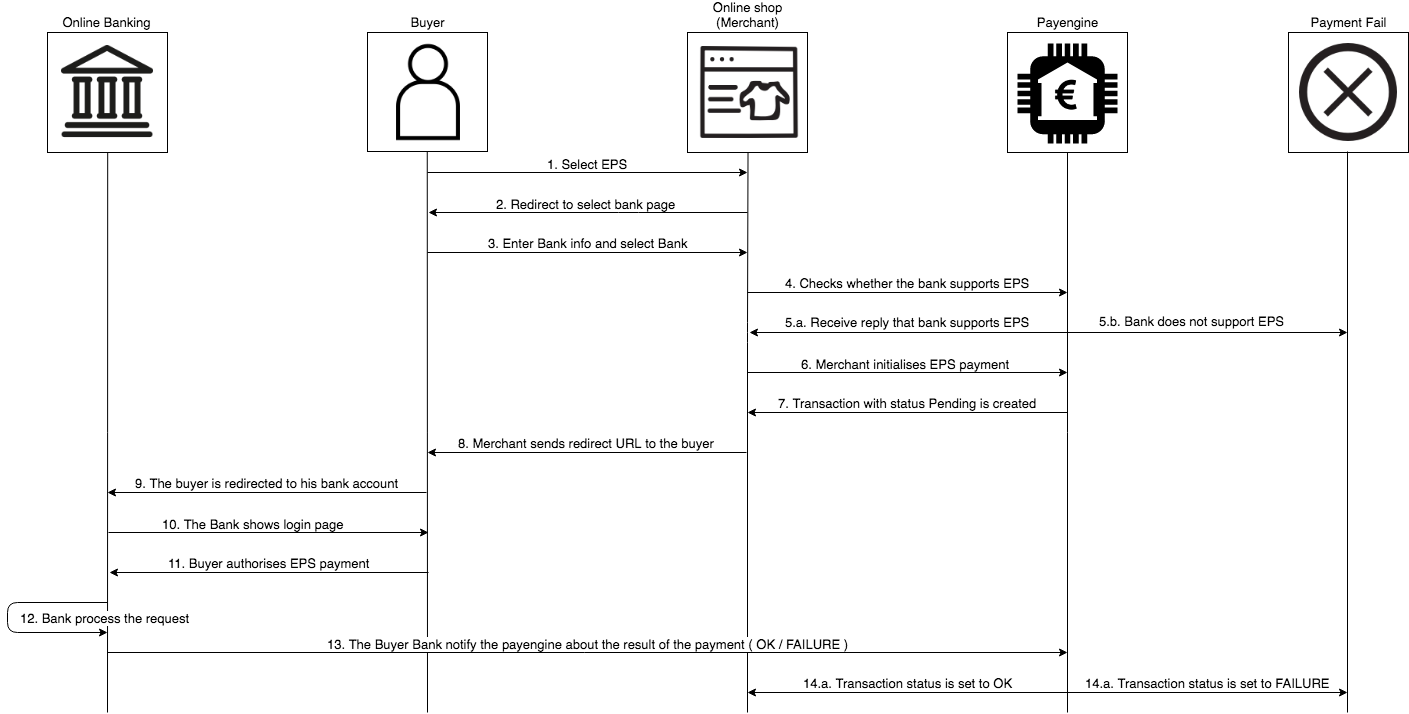 Online Banking
Buyer
Online shop
(Merchant)
Payengine
Payment Fail
€
1. Select EPS
2. Redirect to select bank page
3. Enter Bank info and select Bank
4. Checks whether the bank supports EPS
5.a. Receive reply that bank supports EPS
5.b. Bank does not support EPS
6. Merchant initialises EPS payment
7. Transaction with status Pending is created
8. Merchant sends redirect URL to the buyer
9. The buyer is redirected to his bank account
10. The Bank shows login page
11. Buyer authorises EPS payment
12. Bank process the request
13. The Buyer Bank notify the payengine about the result of the payment ( OK / FAILURE )
14.a. Transaction status is set to OK
14.a. Transaction status is set to FAILURE